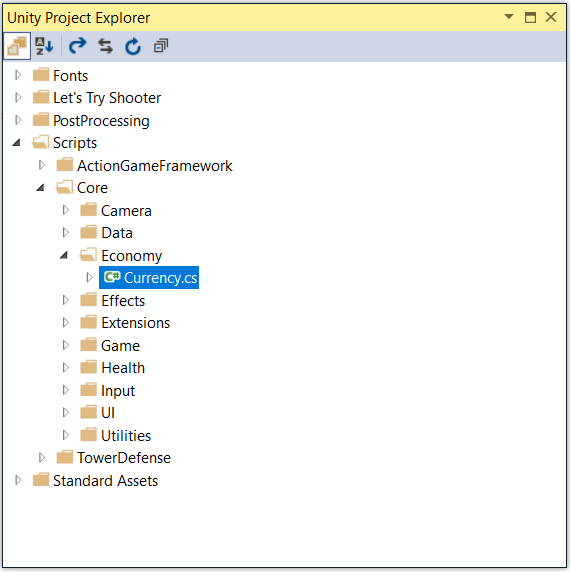 Unity Project Explorer
Fonts
Let's Try Shooter
PostProcessing
Scripts
ActionGameFramework
Core
Camera
Data
Economy
C# Currency.cs
Effects
Extensions
Game
Health
Input
UI
Utilities
TowerDefense
Standard Assets